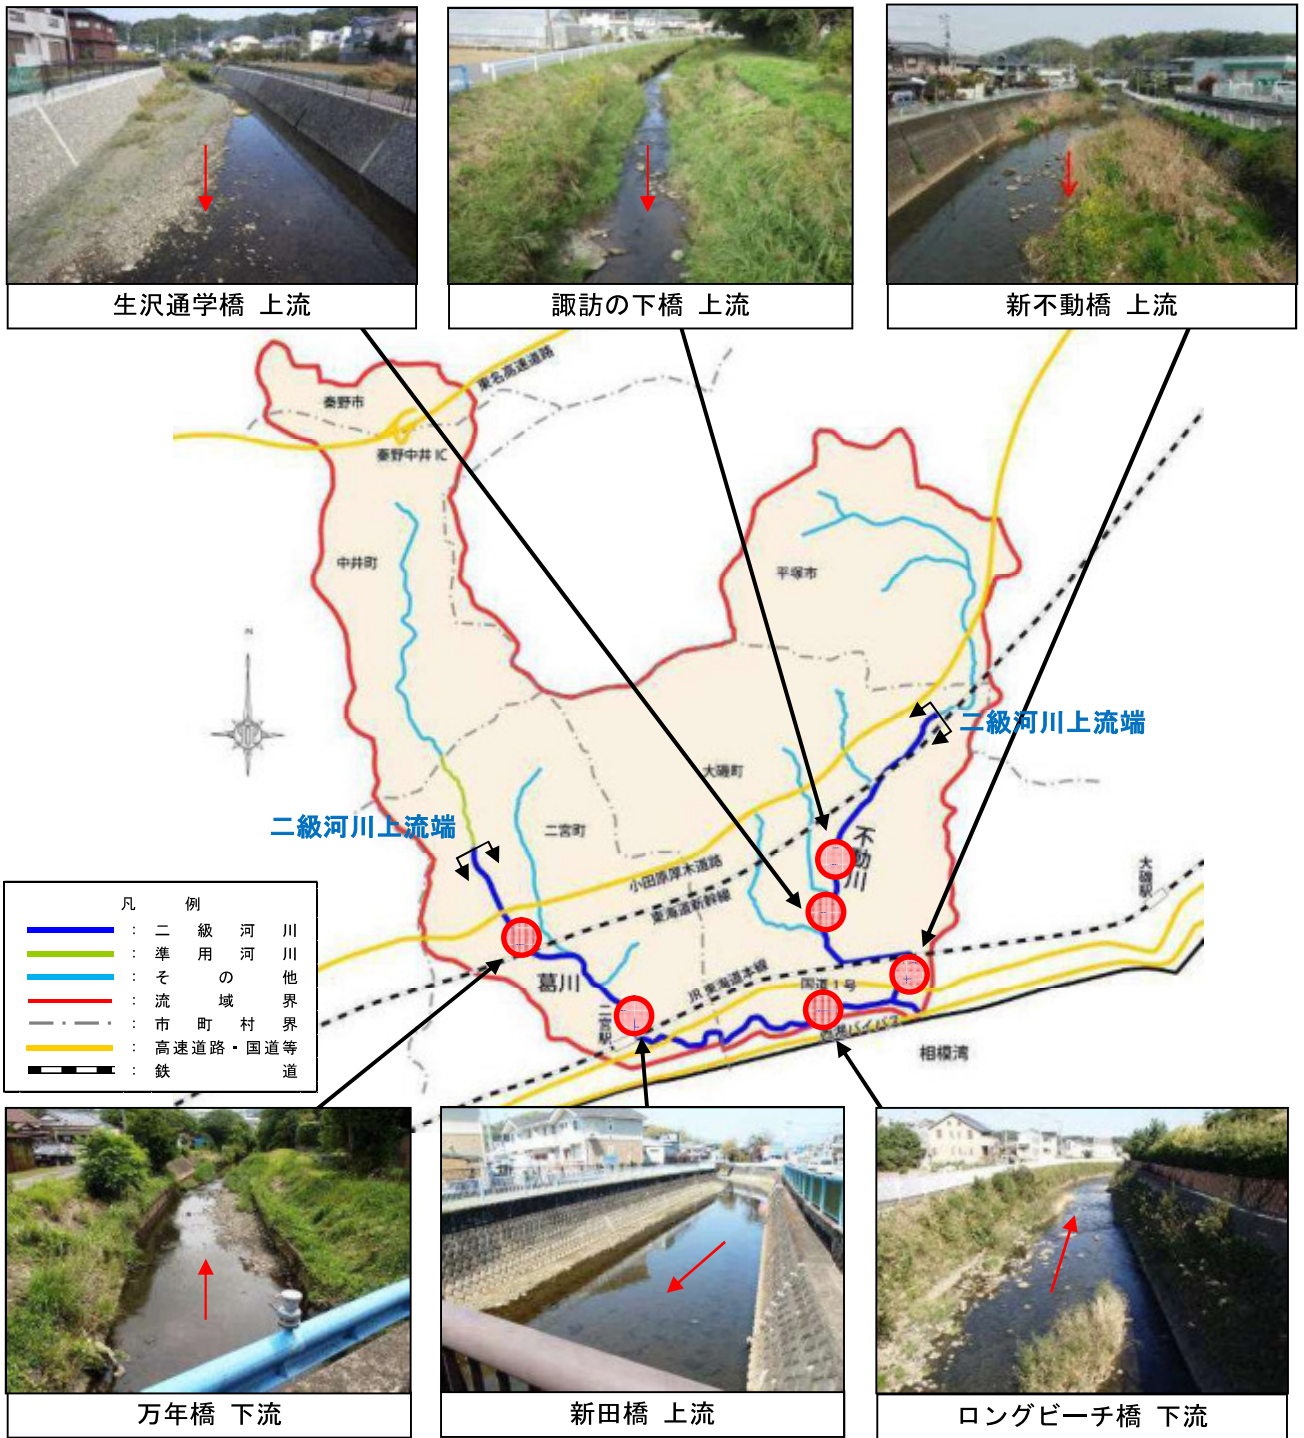 生沢通学橋 上流
諏訪の下橋 上流
新不動橋 上流
東名高速道路
秦野市
秦野中井IC
中井町
平塚市
N
二級河川上流端
大磯町
二級河川上流端
二宮町
不動川
小田原厚木道路
大磯駅
東海道新幹線
葛川
JR 東海道本線
国道1号
二宮駅
西湘バイパス
相模湾
凡 例
: 二級河川
: 準用河川
: その他
: 流域界
: 市町村界
: 高速道路・国道等
: 鉄道
万年橋 下流
新田橋 上流
ロングビーチ橋 下流